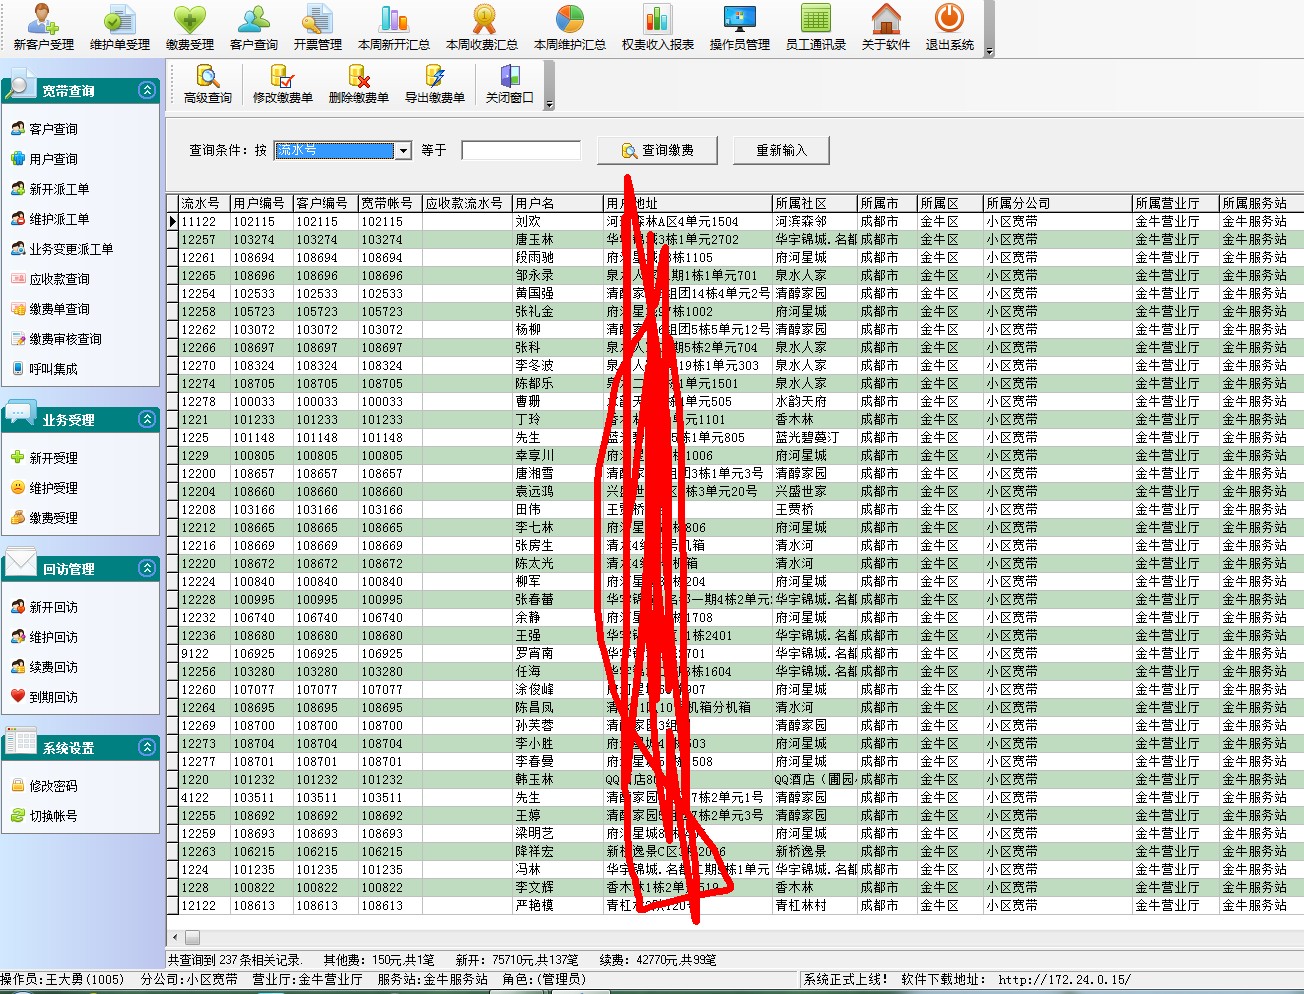 新客户受理 维护单受理 缴费受理 客户查询 开票管理 本周新开汇总 本周收费汇总 本周维护汇总 权责收入报表 操作员管理 员工通讯录 关于软件 退出系统
高级查询 修改缴费单 删除缴费单 导出缴费单 关闭窗口
宽带查询
客户查询
用户查询
新开派工单
维护派工单
业务变更派工单
应收款查询
缴费单查询
缴费审核查询
呼叫集成
业务受理
新开受理
维护受理
缴费受理
回访管理
新开回访
维护回访
续费回访
到期回访
系统设置
修改密码
切换帐号
查询条件：按 流水号 等于 查询缴费 重新输入
流水号 用户编号 客户编号 宽带帐号 应收款流水号 用户名 地址 所属社区 所属市 所属区 所属分公司 所属营业厅 所属服务站
11122 102115 102115 102115 刘欢 森林A区4单元1504 河滨森邻 成都市 金牛区 小区宽带 金牛营业厅 金牛服务站
12257 103274 103274 103274 唐玉林 3栋1单元2702 华宇锦城.名都 成都市 金牛区 小区宽带 金牛营业厅 金牛服务站
12261 108694 108694 108694 段雨驰 栋1105 府河星城 成都市 金牛区 小区宽带 金牛营业厅 金牛服务站
12265 108696 108696 108696 邹永录 期1栋1单元701 泉水人家 成都市 金牛区 小区宽带 金牛营业厅 金牛服务站
12254 102533 102533 102533 黄国强 组团14栋4单元2号 清醇家园 成都市 金牛区 小区宽带 金牛营业厅 金牛服务站
12258 105723 105723 105723 张礼金 栋1002 府河星城 成都市 金牛区 小区宽带 金牛营业厅 金牛服务站
12262 103072 103072 103072 杨柳 组团5栋5单元12号 清醇家园 成都市 金牛区 小区宽带 金牛营业厅 金牛服务站
12266 108697 108697 108697 张科 期5栋2单元704 泉水人家 成都市 金牛区 小区宽带 金牛营业厅 金牛服务站
12270 108324 108324 108324 李冬波 19栋1单元303 泉水人家 成都市 金牛区 小区宽带 金牛营业厅 金牛服务站
12274 108705 108705 108705 陈都乐 1单元1501 泉水人家 成都市 金牛区 小区宽带 金牛营业厅 金牛服务站
12278 100033 100033 100033 曹珊 单元505 水韵天府 成都市 金牛区 小区宽带 金牛营业厅 金牛服务站
1221 101233 101233 101233 丁玲 单元1101 香木林 成都市 金牛区 小区宽带 金牛营业厅 金牛服务站
1225 101148 101148 101148 先生 栋1单元805 蓝光碧蒄汀 成都市 金牛区 小区宽带 金牛营业厅 金牛服务站
1229 100805 100805 100805 幸享川 栋1006 府河星城 成都市 金牛区 小区宽带 金牛营业厅 金牛服务站
12200 108657 108657 108657 唐湘雪 3栋1单元3号 清醇家园 成都市 金牛区 小区宽带 金牛营业厅 金牛服务站
12204 108660 108660 108660 袁远鸿 栋3单元20号 兴盛世家 成都市 金牛区 小区宽带 金牛营业厅 金牛服务站
12208 103166 103166 103166 田伟 王贾桥 王贾桥 成都市 金牛区 小区宽带 金牛营业厅 金牛服务站
12212 108665 108665 108665 李七林 806 府河星城 成都市 金牛区 小区宽带 金牛营业厅 金牛服务站
12216 108669 108669 108669 张房生 机箱 清水河 成都市 金牛区 小区宽带 金牛营业厅 金牛服务站
12220 108672 108672 108672 陈太光 机箱 清水河 成都市 金牛区 小区宽带 金牛营业厅 金牛服务站
12224 100840 100840 100840 柳军 栋204 府河星城 成都市 金牛区 小区宽带 金牛营业厅 金牛服务站
12228 100995 100995 100995 张春蕾 一期4栋2单元 华宇锦城.名都 成都市 金牛区 小区宽带 金牛营业厅 金牛服务站
12232 106740 106740 106740 余静 1708 府河星城 成都市 金牛区 小区宽带 金牛营业厅 金牛服务站
12236 108680 108680 108680 王强 栋2401 华宇锦城.名都 成都市 金牛区 小区宽带 金牛营业厅 金牛服务站
9122 106925 106925 106925 罗宵南 2701 华宇锦城.名都 成都市 金牛区 小区宽带 金牛营业厅 金牛服务站
12256 103280 103280 103280 任海 栋1604 华宇锦城.名都 成都市 金牛区 小区宽带 金牛营业厅 金牛服务站
12260 107077 107077 107077 涂俊峰 907 府河星城 成都市 金牛区 小区宽带 金牛营业厅 金牛服务站
12264 108695 108695 108695 陈昌凤 机箱分机箱 清水河 成都市 金牛区 小区宽带 金牛营业厅 金牛服务站
12269 108700 108700 108700 孙芙蓉 家园3组 清醇家园 成都市 金牛区 小区宽带 金牛营业厅 金牛服务站
12273 108704 108704 108704 李小胜 503 府河星城 成都市 金牛区 小区宽带 金牛营业厅 金牛服务站
12277 108701 108701 108701 李春曼 508 府河星城 成都市 金牛区 小区宽带 金牛营业厅 金牛服务站
1220 101232 101232 101232 韩玉林 QQ 店 QQ酒店（圃园 成都市 金牛区 小区宽带 金牛营业厅 金牛服务站
4122 103511 103511 103511 先生 清醇家园 7栋2单元1号 清醇家园 成都市 金牛区 小区宽带 金牛营业厅 金牛服务站
12255 108692 108692 108692 王婷 清醇家园 7栋2单元3号 清醇家园 成都市 金牛区 小区宽带 金牛营业厅 金牛服务站
12259 108693 108693 108693 梁明艺 府河星城 府河星城 成都市 金牛区 小区宽带 金牛营业厅 金牛服务站
12263 106215 106215 106215 隆祥宏 新桥逸景C区 新桥逸景 成都市 金牛区 小区宽带 金牛营业厅 金牛服务站
1224 101235 101235 101235 冯林 华宇锦城.名都二期 栋1单元 华宇锦城.名都 成都市 金牛区 小区宽带 金牛营业厅 金牛服务站
1228 100822 100822 100822 李文辉 香木林1栋2单 519 香木林 成都市 金牛区 小区宽带 金牛营业厅 金牛服务站
12122 108613 108613 108613 严艳模 青杠 120 青杠林村 成都市 金牛区 小区宽带 金牛营业厅 金牛服务站
共查询到 237 条相关记录. 其他费: 150元,共1笔 新开: 75710元,共137笔 续费: 42770元,共99笔
操作员:王大勇(1005) 分公司:小区宽带 营业厅:金牛营业厅 服务站:金牛服务站 角色:(管理员) 系统正式上线! 软件下载地址: http://172.24.0.15/